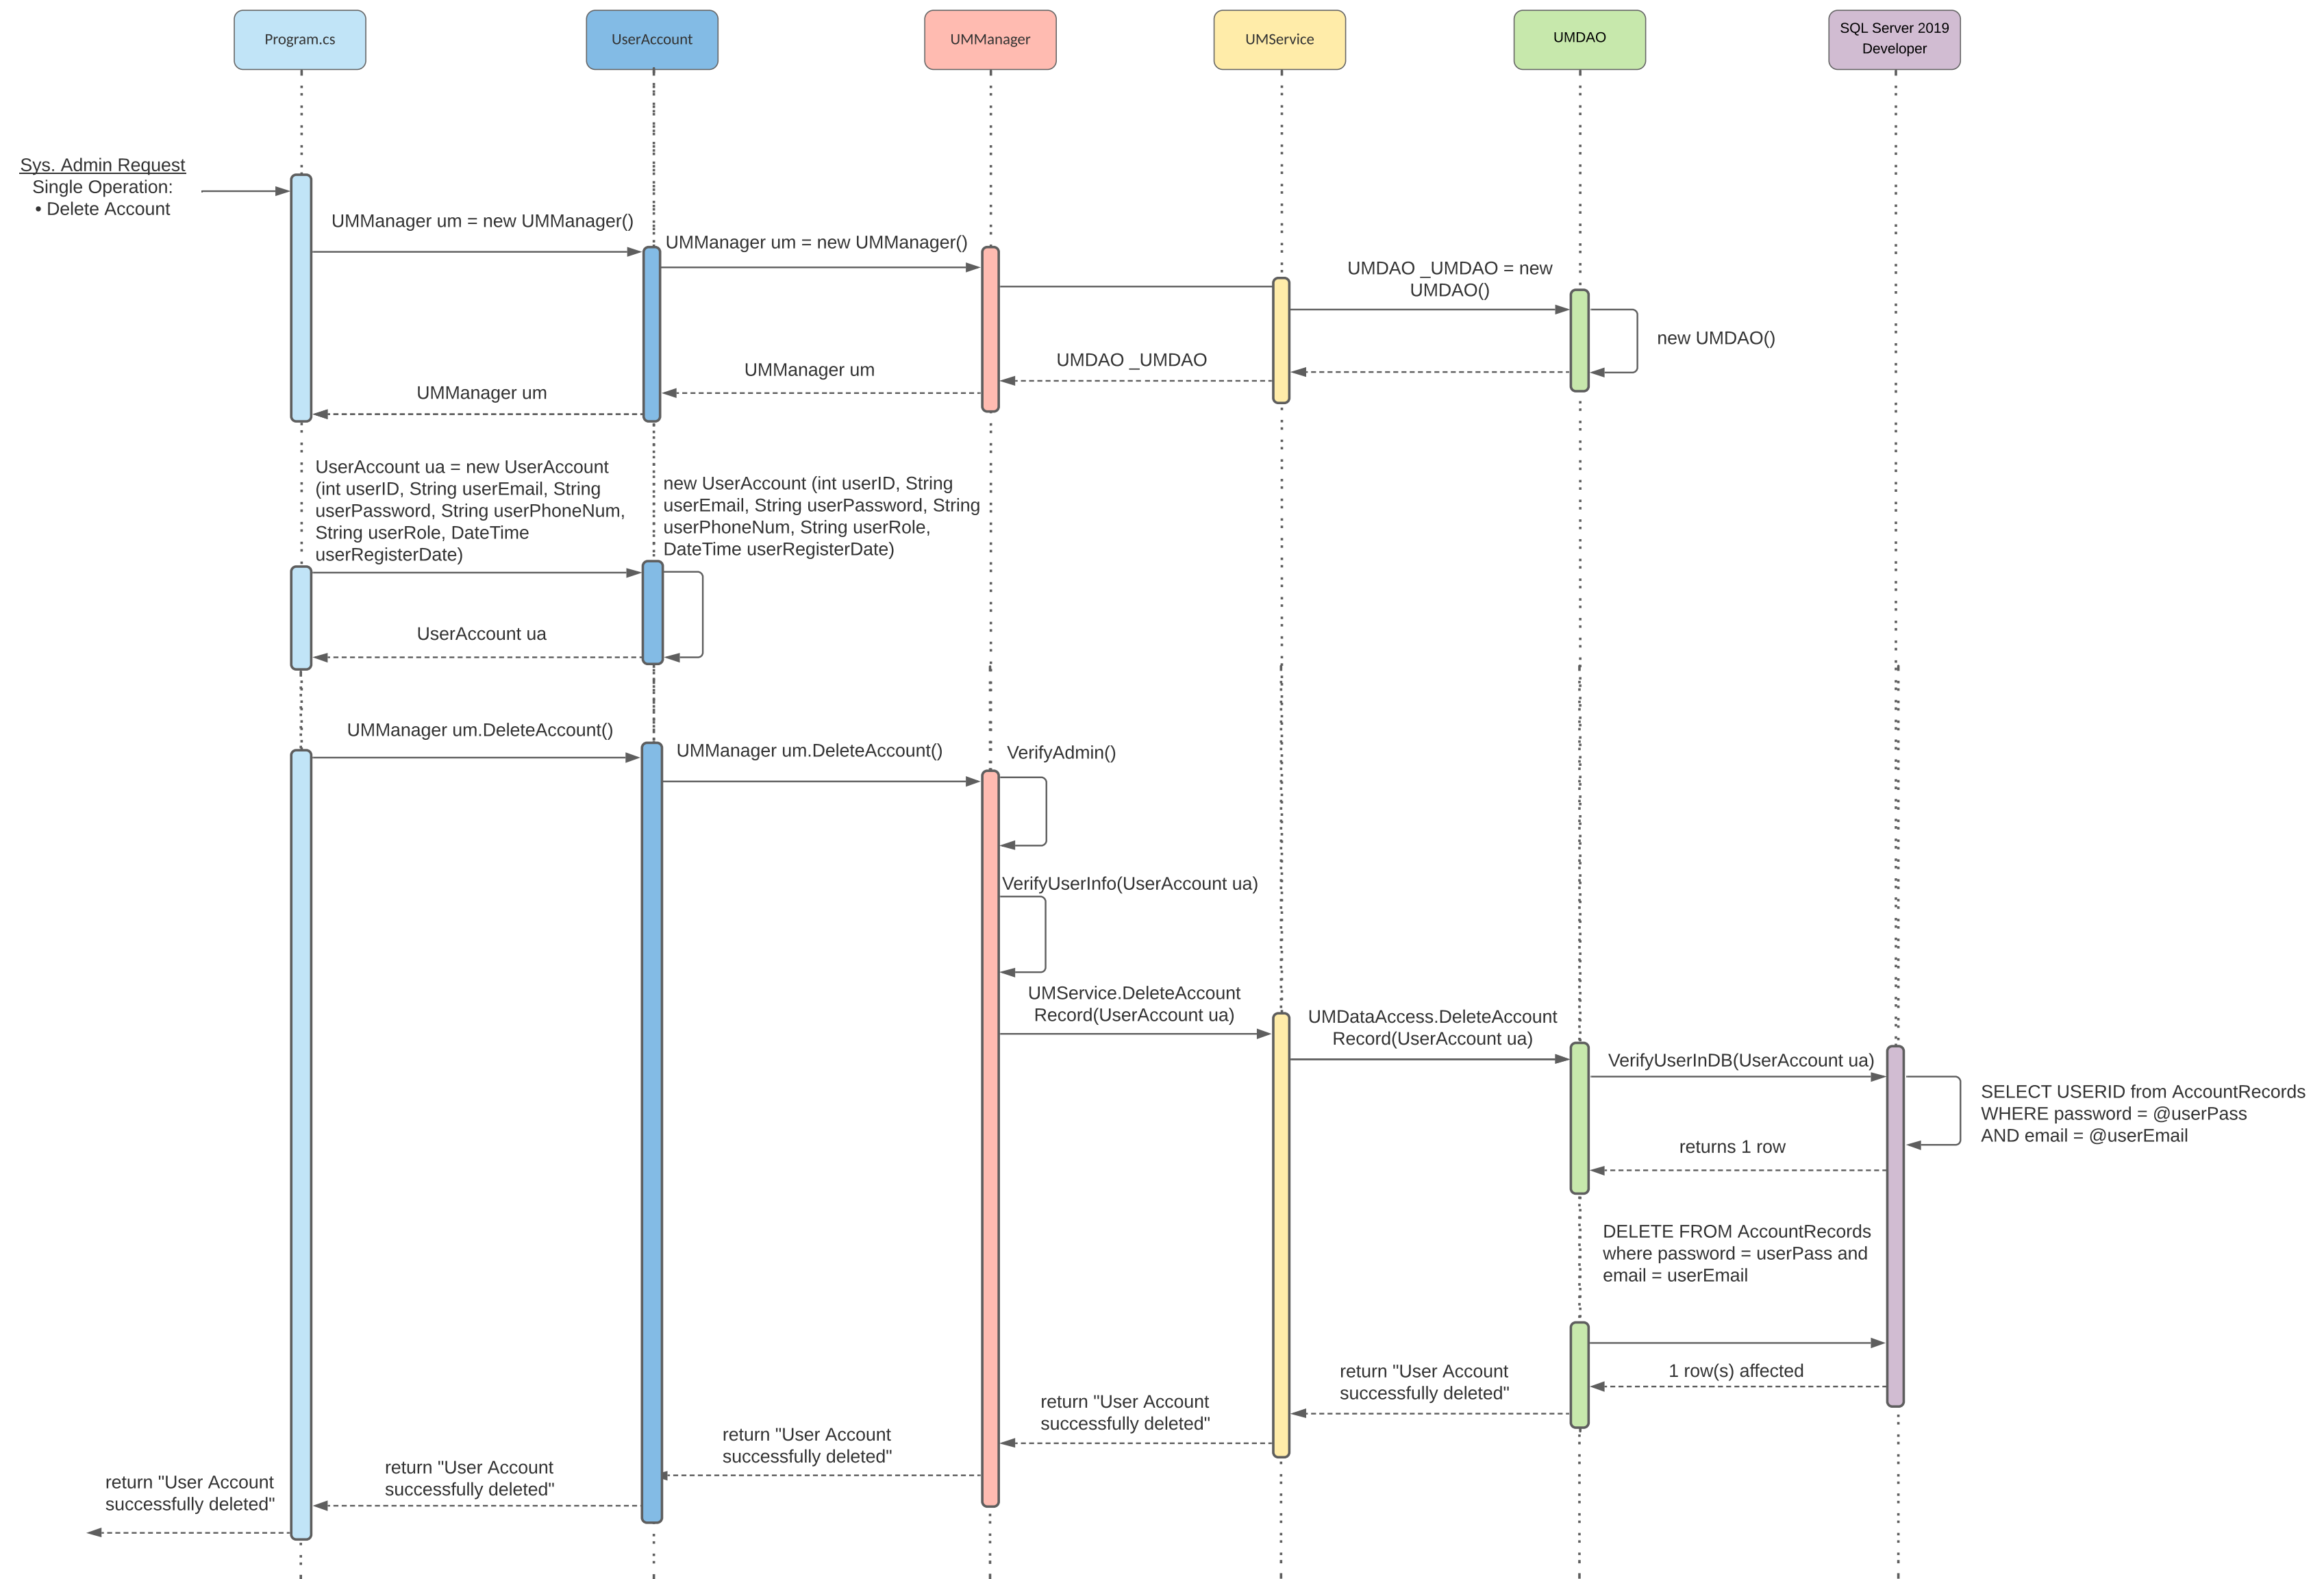 Program.cs
UserAccount
UMManager
UMService
UMDAO
SQL Server 2019
Developer
Sys. Admin Request
Single Operation:
• Delete Account
UMManager um = new UMManager()
UMManager um = new UMManager()
UMDAO _UMDAO = new
UMDAO()
new UMDAO()
UMDAO _UMDAO
UMManager um
UMManager um
UserAccount ua = new UserAccount
(int userID, String userEmail, String
userPassword, String userPhoneNum,
String userRole, DateTime
userRegisterDate)
new UserAccount (int userID, String
userEmail, String userPassword, String
userPhoneNum, String userRole,
DateTime userRegisterDate)
UserAccount ua
UMManager um.DeleteAccount()
UMManager um.DeleteAccount()
VerifyAdmin()
VerifyUserInfo(UserAccount ua)
UMService.DeleteAccount
Record(UserAccount ua)
UMDataAccess.DeleteAccount
Record(UserAccount ua)
VerifyUserInDB(UserAccount ua)
SELECT USERID from AccountRecords
WHERE password = @userPass
AND email = @userEmail
returns 1 row
DELETE FROM AccountRecords
where password = userPass and
email = userEmail
1 row(s) affected
return "User Account
successfully deleted"
return "User Account
successfully deleted"
return "User Account
successfully deleted"
return "User Account
successfully deleted"
return "User Account
successfully deleted"